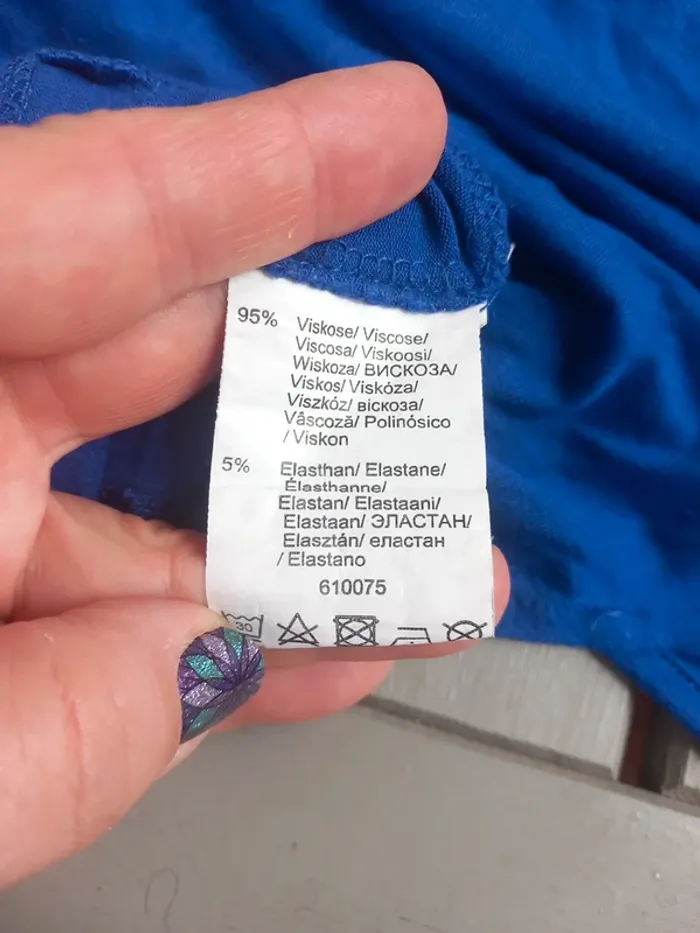 95% Viskose/ Viscose/
Viscosa/ Viskoosi/
Wiskoza/ ВИСКОЗА/
Viskos/ Viskóza/
Viszkóz/ віскоза/
Vâscoză/ Polinósico
/ Viskon
5% Elasthan/ Elastane/
Élasthanne/
Elastan/ Elastaani/
Elastaan/ ЭЛАСТАН/
Elasztán/ еластан
/ Elastano
610075
30